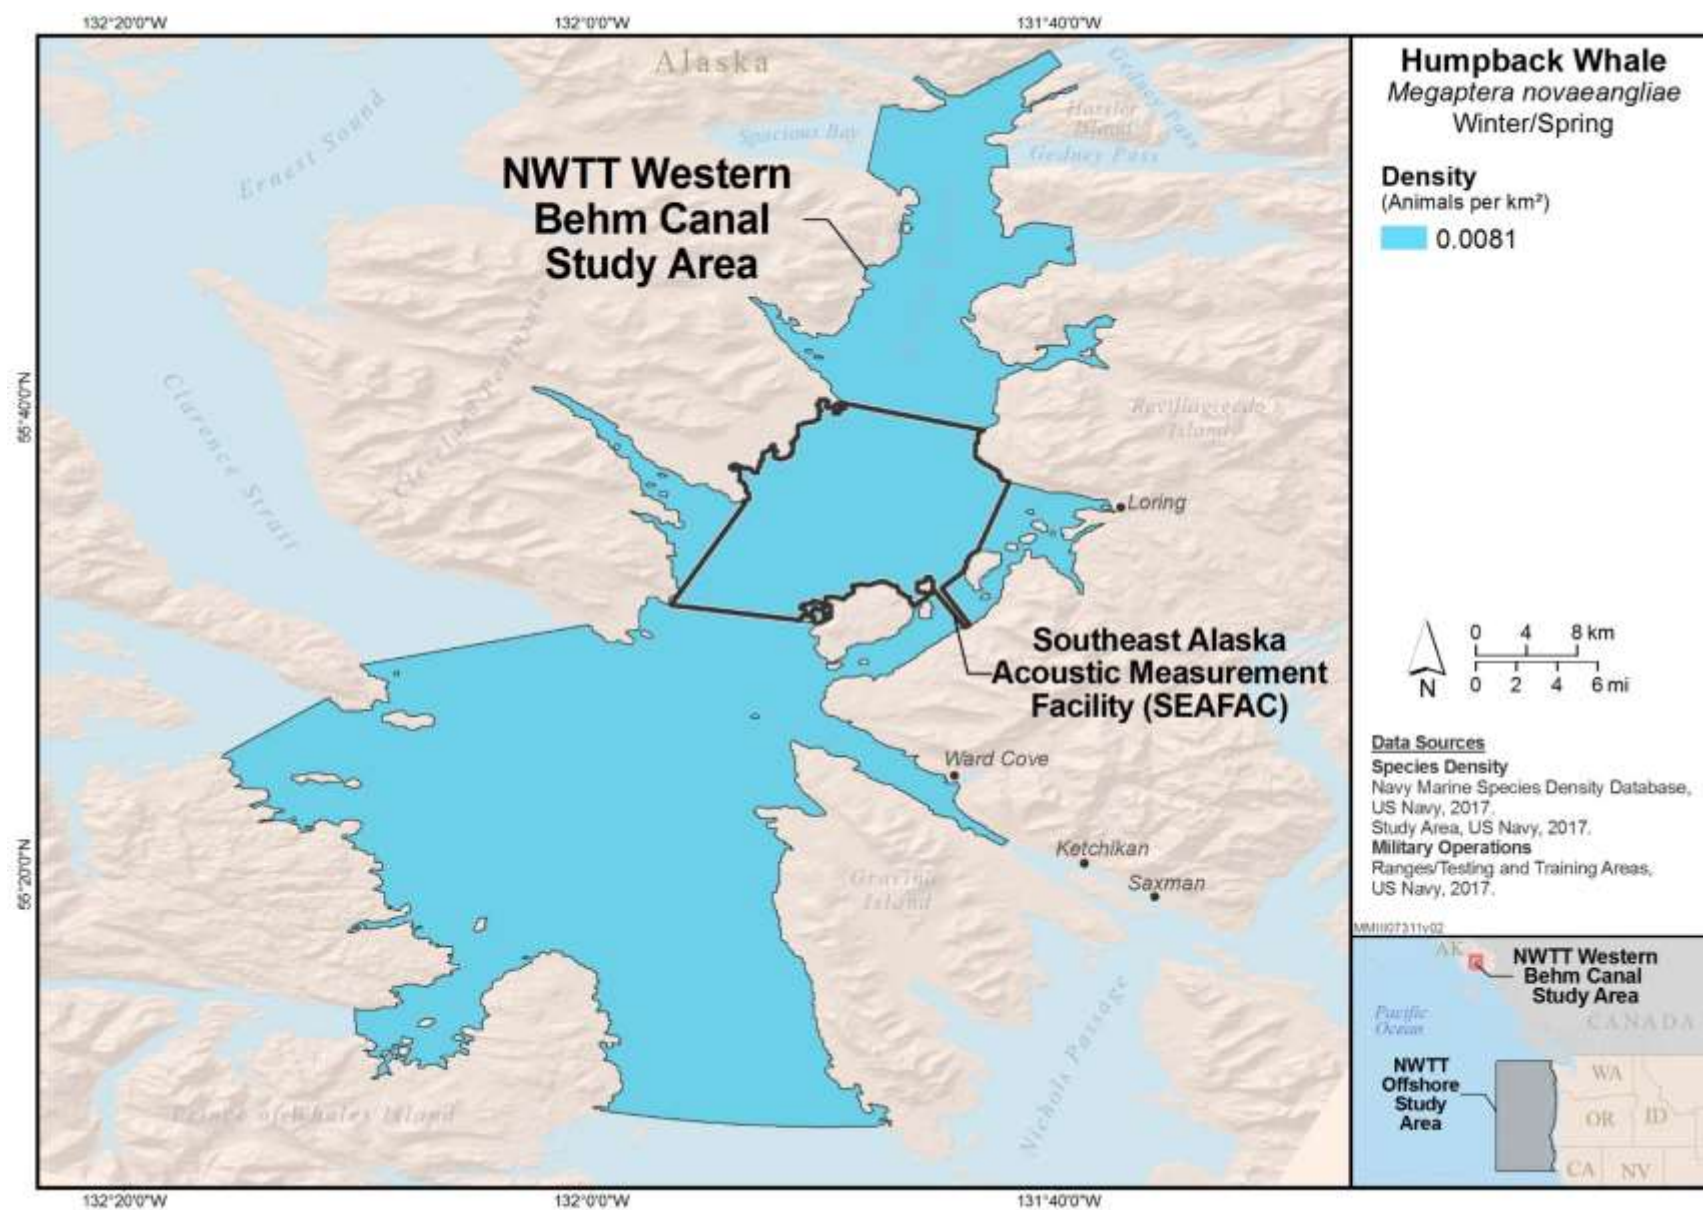 132°20'0"W
132°0'0"W
131°40'0"W
Alaska
Ernest Sound
Spacious Bay
Hassler
Island
Gedney Pass
Gedney Pass
NWTT Western
Behm Canal
Study Area
55°40'0"N
Clarence Strait
Cleveland Peninsula
Revillagigedo
Island
Loring
Southeast Alaska
Acoustic Measurement
Facility (SEAFAC)
Ward Cove
55°20'0"N
Ketchikan
Gravina
Island
Saxman
Nichols Passage
Prince of Whales Island
132°20'0"W
132°0'0"W
131°40'0"W
Humpback Whale
Megaptera novaeangliae
Winter/Spring
Density
(Animals per km²)
0.0081
N
0 4 8 km
0 2 4 6 mi
Data Sources
Species Density
Navy Marine Species Density Database,
US Navy, 2017.
Study Area, US Navy, 2017.
Military Operations
Ranges/Testing and Training Areas,
US Navy, 2017.
MMIII07311v02
AK
NWTT Western
Behm Canal
Study Area
Pacific
Ocean
CANADA
NWTT
Offshore
Study
Area
WA
OR
ID
CA
NV